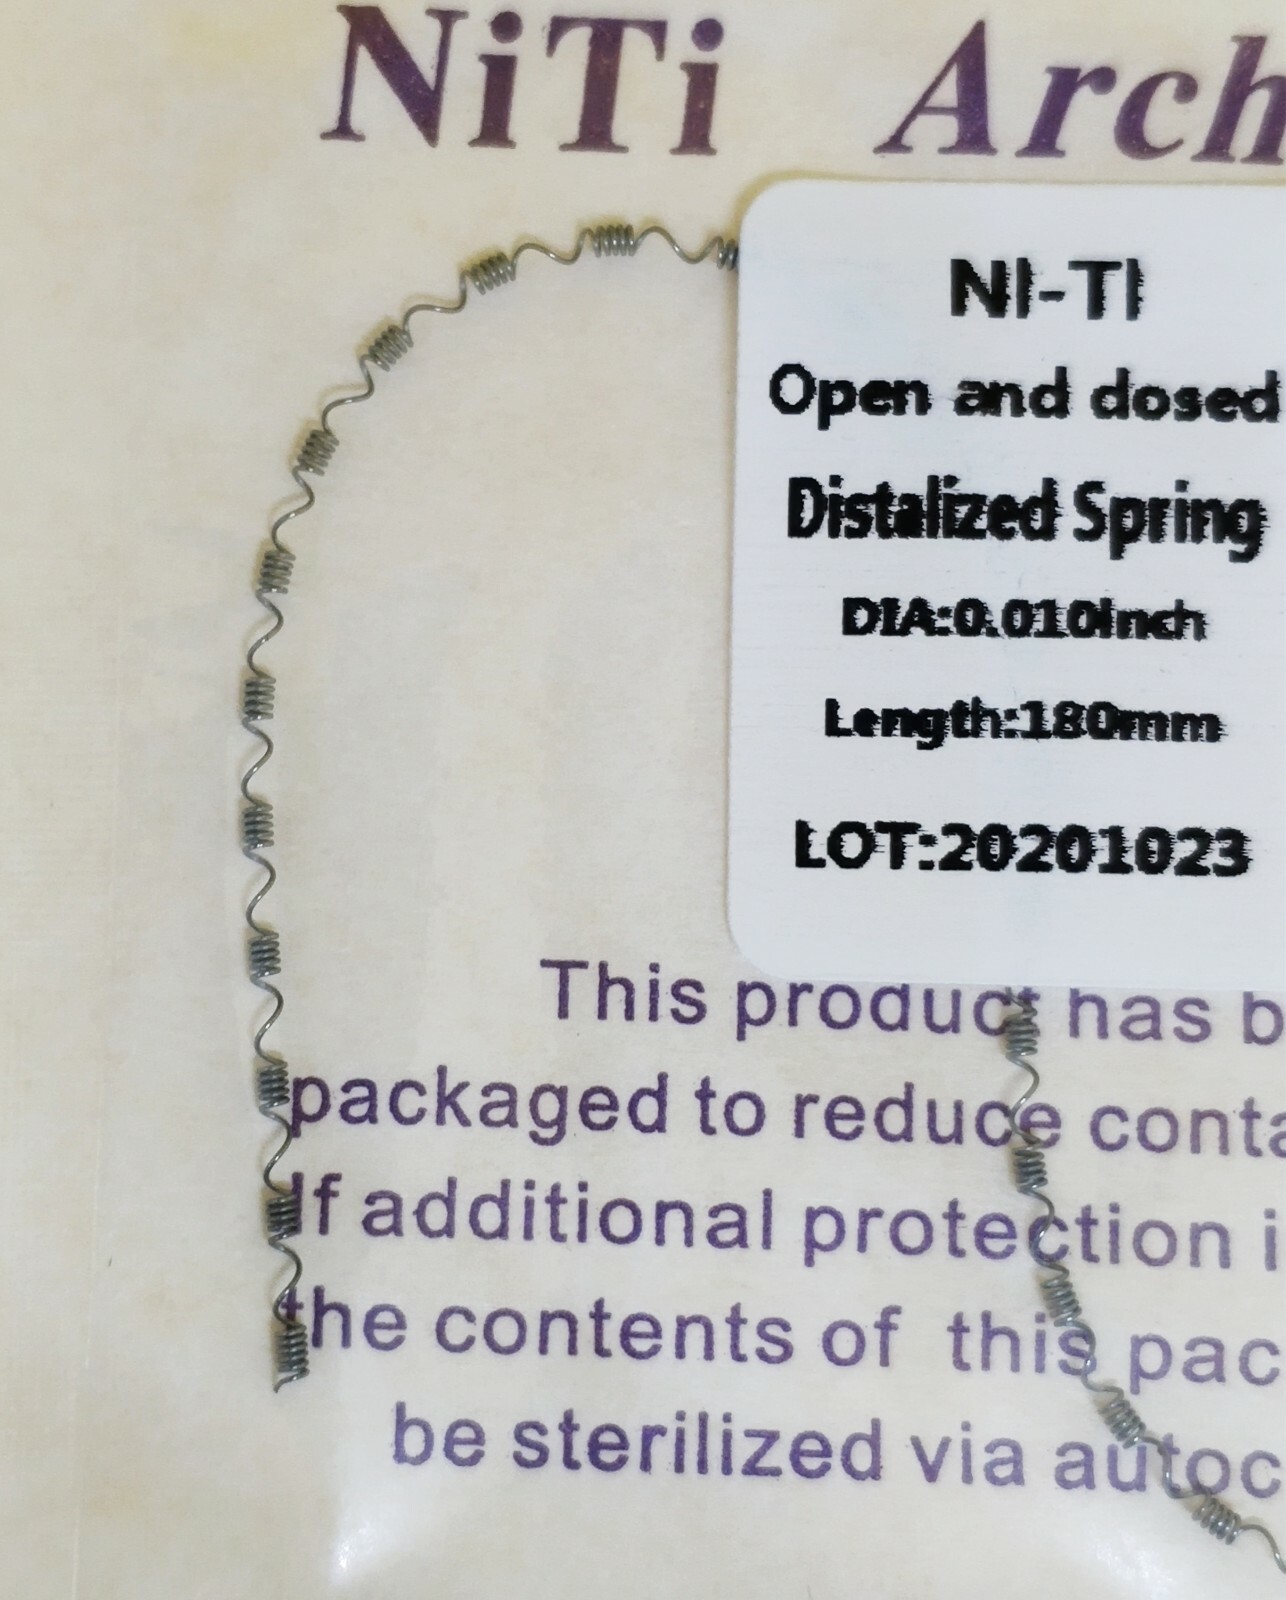 NiTi Arch
NI-TI
Open and dosed
Distalized Spring
DIA:0.010Inch
Length:180mm
LOT:20201023
This product has b
packaged to reduce conta
If additional protection i
the contents of this pac
be sterilized via autoc